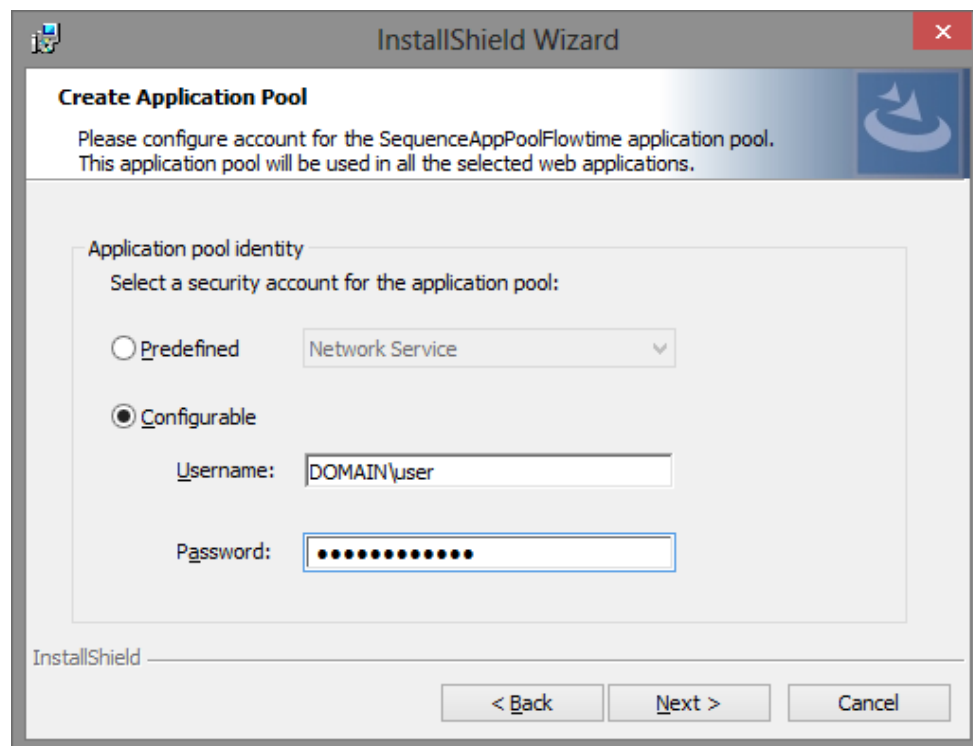 InstallShield Wizard
Create Application Pool
Please configure account for the SequenceAppPoolFlowtime application pool.
This application pool will be used in all the selected web applications.
Application pool identity
Select a security account for the application pool:
Predefined
Network Service
Configurable
Username:
DOMAIN\user
Password:
●●●●●●●●●●●●
InstallShield
< Back
Next >
Cancel